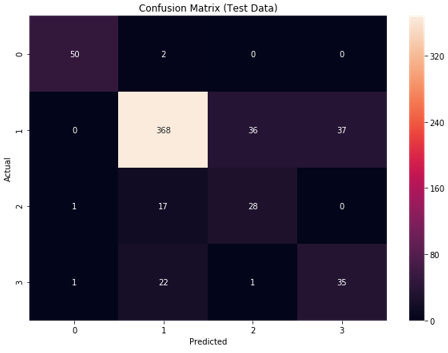 Confusion Matrix (Test Data)
0 50 2 0 0
1 0 368 36 37
2 1 17 28 0
3 1 22 1 35
0 1 2 3
Predicted
Actual
320
240
160
80
0